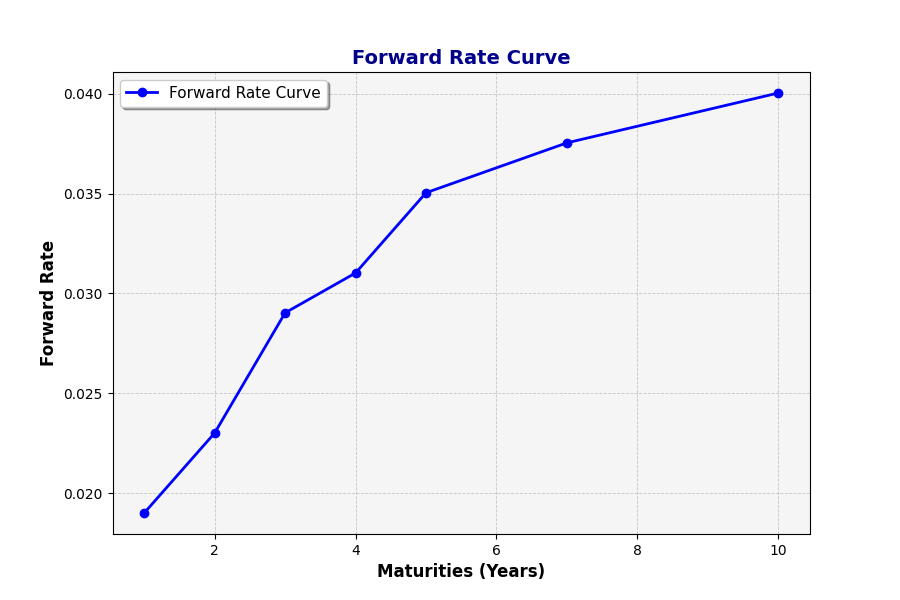 Forward Rate Curve
Forward Rate Curve
0.040
0.035
0.030
0.025
0.020
Forward Rate
2 4 6 8 10
Maturities (Years)